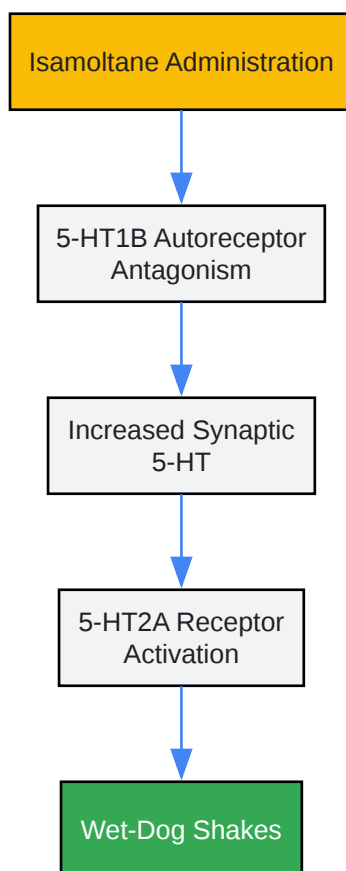 Isamoltane Administration
5-HT1B Autoreceptor
Antagonism
Increased Synaptic
5-HT
5-HT2A Receptor
Activation
Wet-Dog Shakes